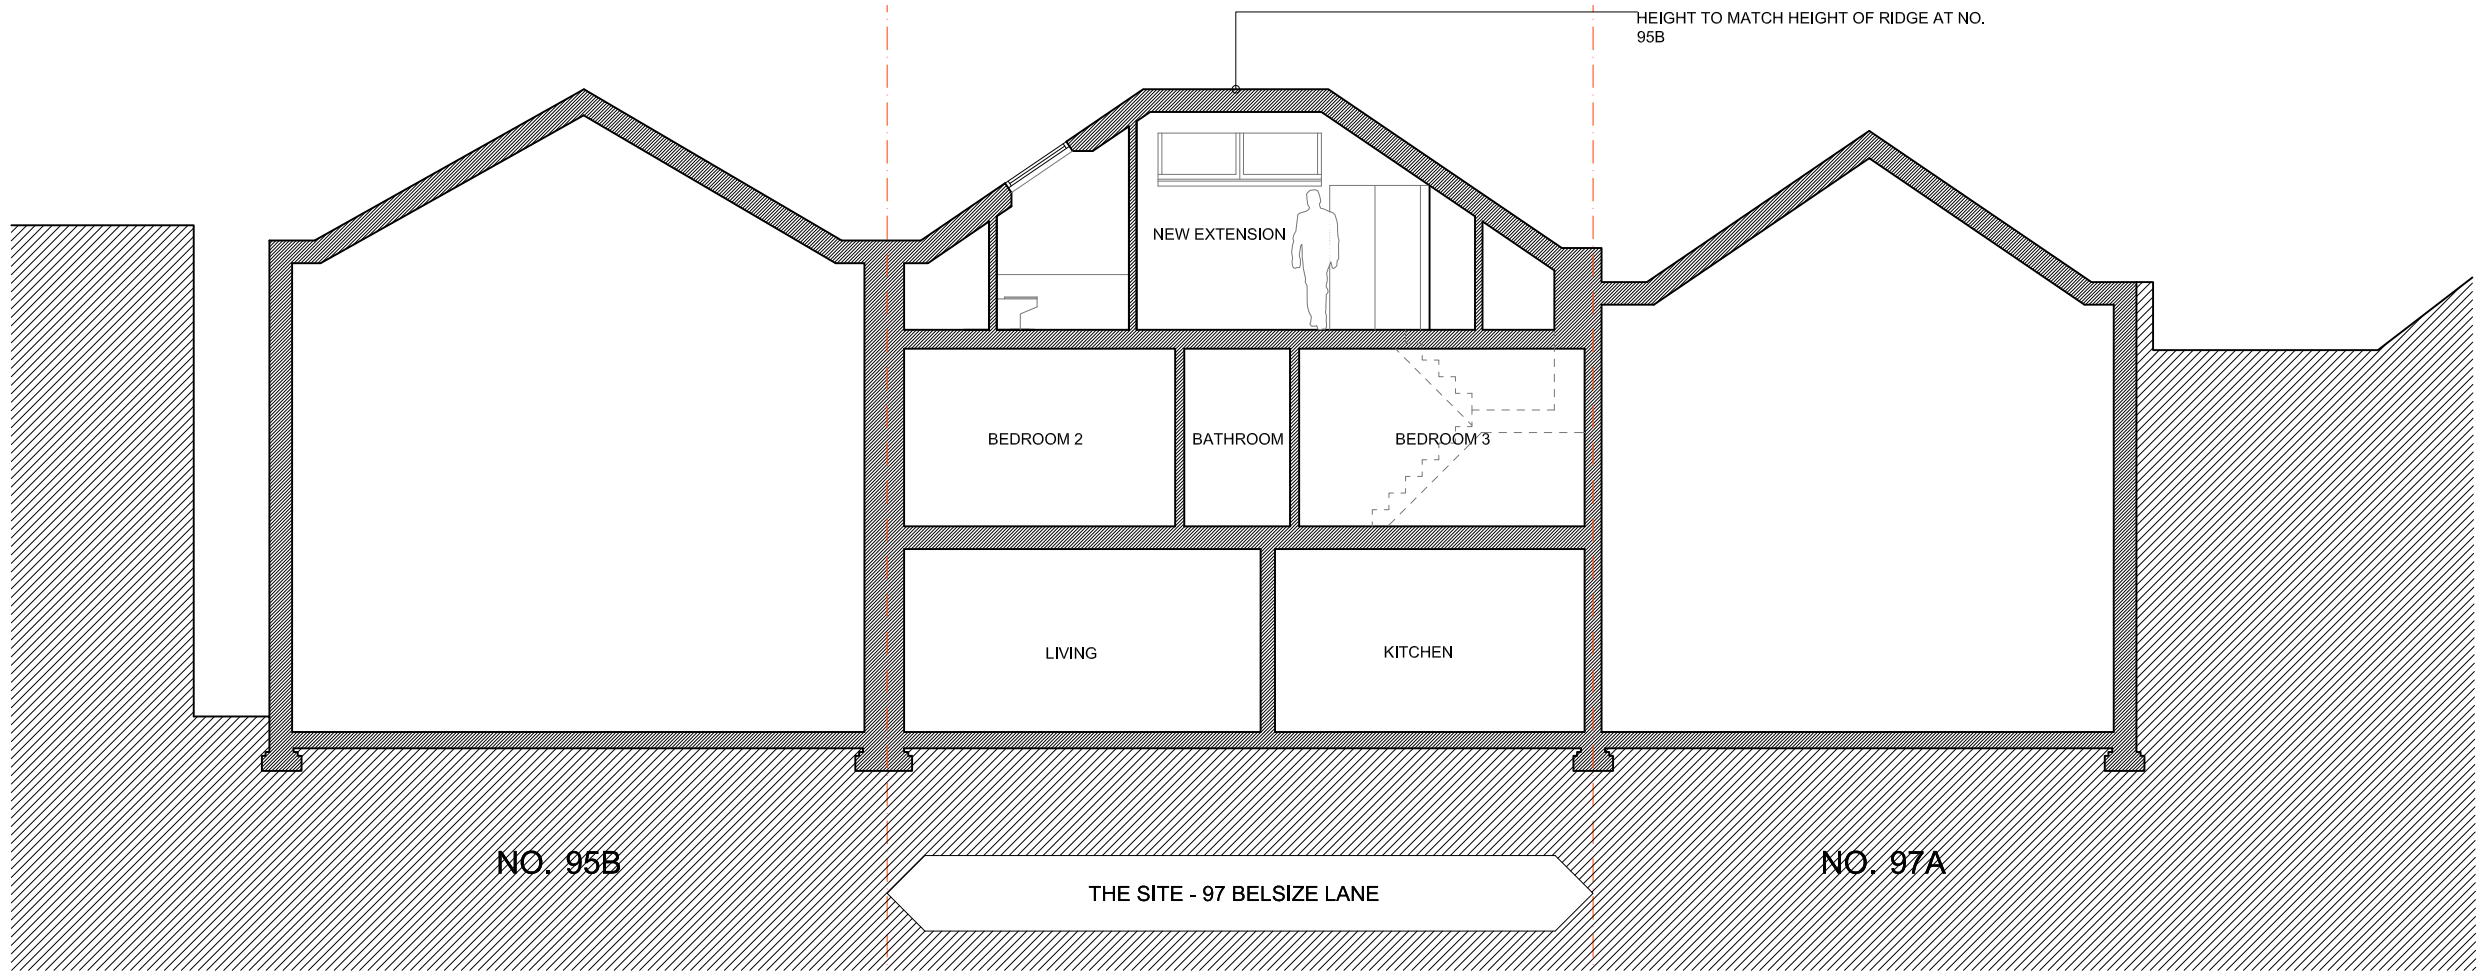 HEIGHT TO MATCH HEIGHT OF RIDGE AT NO.
95B
NEW EXTENSION
BEDROOM 2
BATHROOM
BEDROOM 3
LIVING
KITCHEN
NO. 95B
THE SITE - 97 BELSIZE LANE
NO. 97A